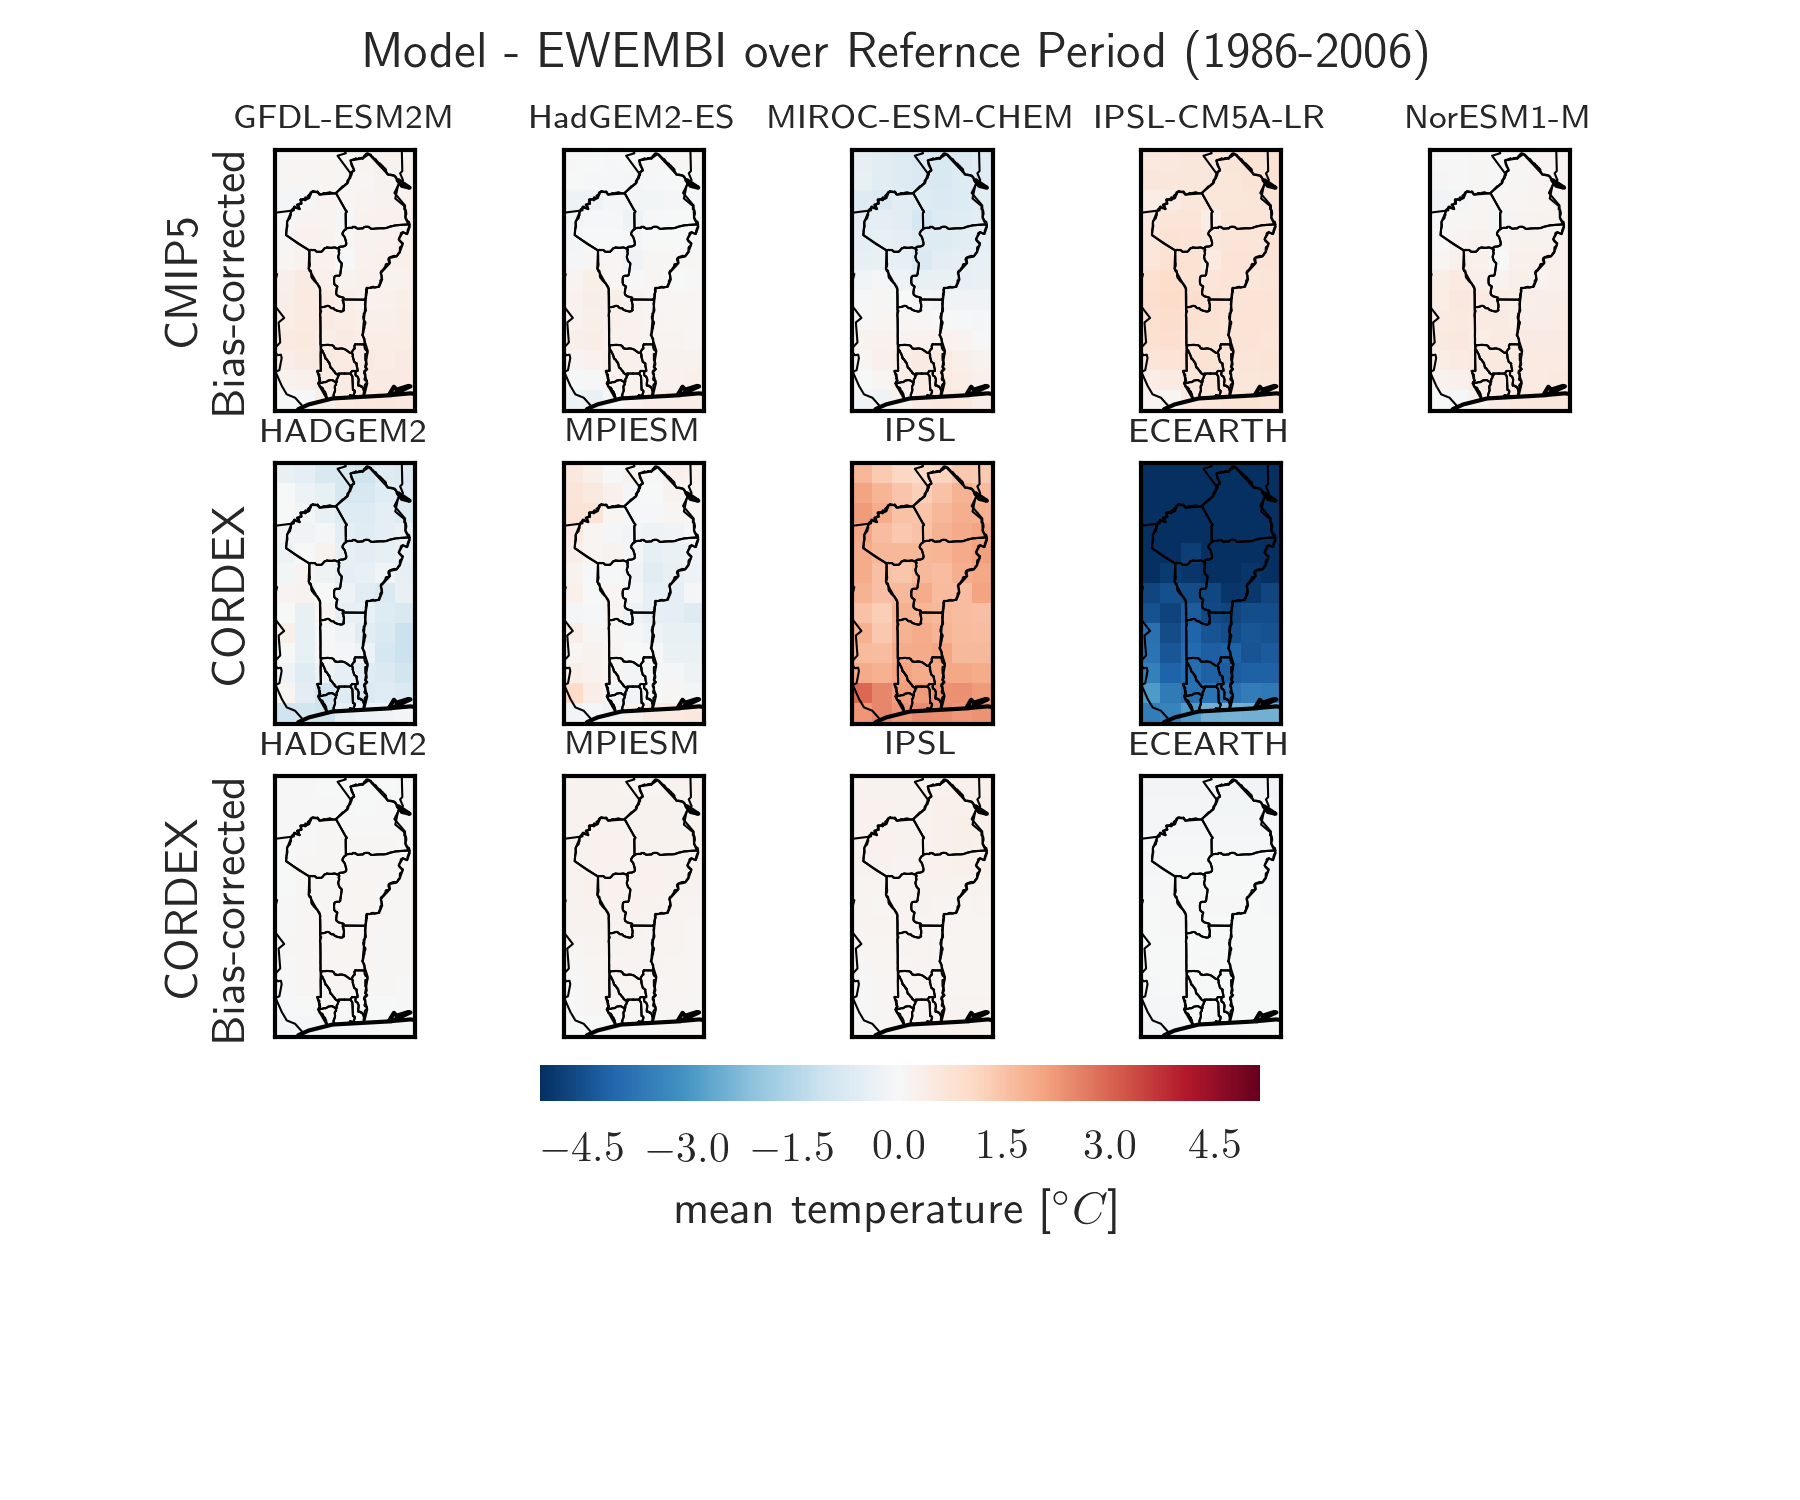 Model - EWEMBI over Refernce Period (1986-2006)
GFDL-ESM2M HadGEM2-ES MIROC-ESM-CHEM IPSL-CM5A-LR NorESM1-M
CMIP5
Bias-corrected
HADGEM2 MPIESM IPSL ECEARTH
CORDEX
HADGEM2 MPIESM IPSL ECEARTH
CORDEX
Bias-corrected
−4.5 −3.0 −1.5 0.0 1.5 3.0 4.5
mean temperature [°C]